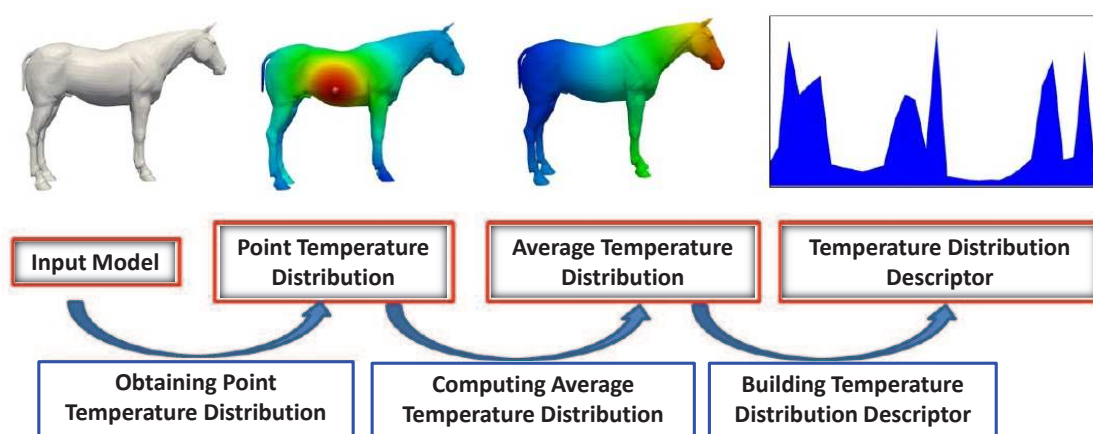 Input Model
Point Temperature
Distribution
Average Temperature
Distribution
Temperature Distribution
Descriptor
Obtaining Point
Temperature Distribution
Computing Average
Temperature Distribution
Building Temperature
Distribution Descriptor